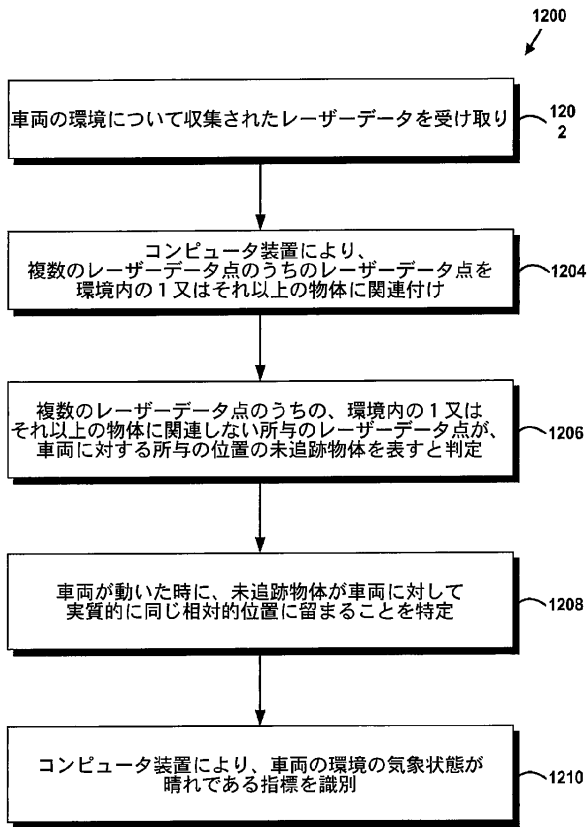 1200
車両の環境について収集されたレーザーデータを受け取り
120
2
コンピュータ装置により、
複数のレーザーデータ点のうちのレーザーデータ点を
環境内の1又はそれ以上の物体に関連付け
1204
複数のレーザーデータ点のうちの、環境内の1又は
それ以上の物体に関連しない所与のレーザーデータ点が、
車両に対する所与の位置の未追跡物体を表すと判定
1206
車両が動いた時に、未追跡物体が車両に対して
実質的に同じ相対的位置に留まることを特定
1208
コンピュータ装置により、車両の環境の気象状態が
晴れである指標を識別
1210